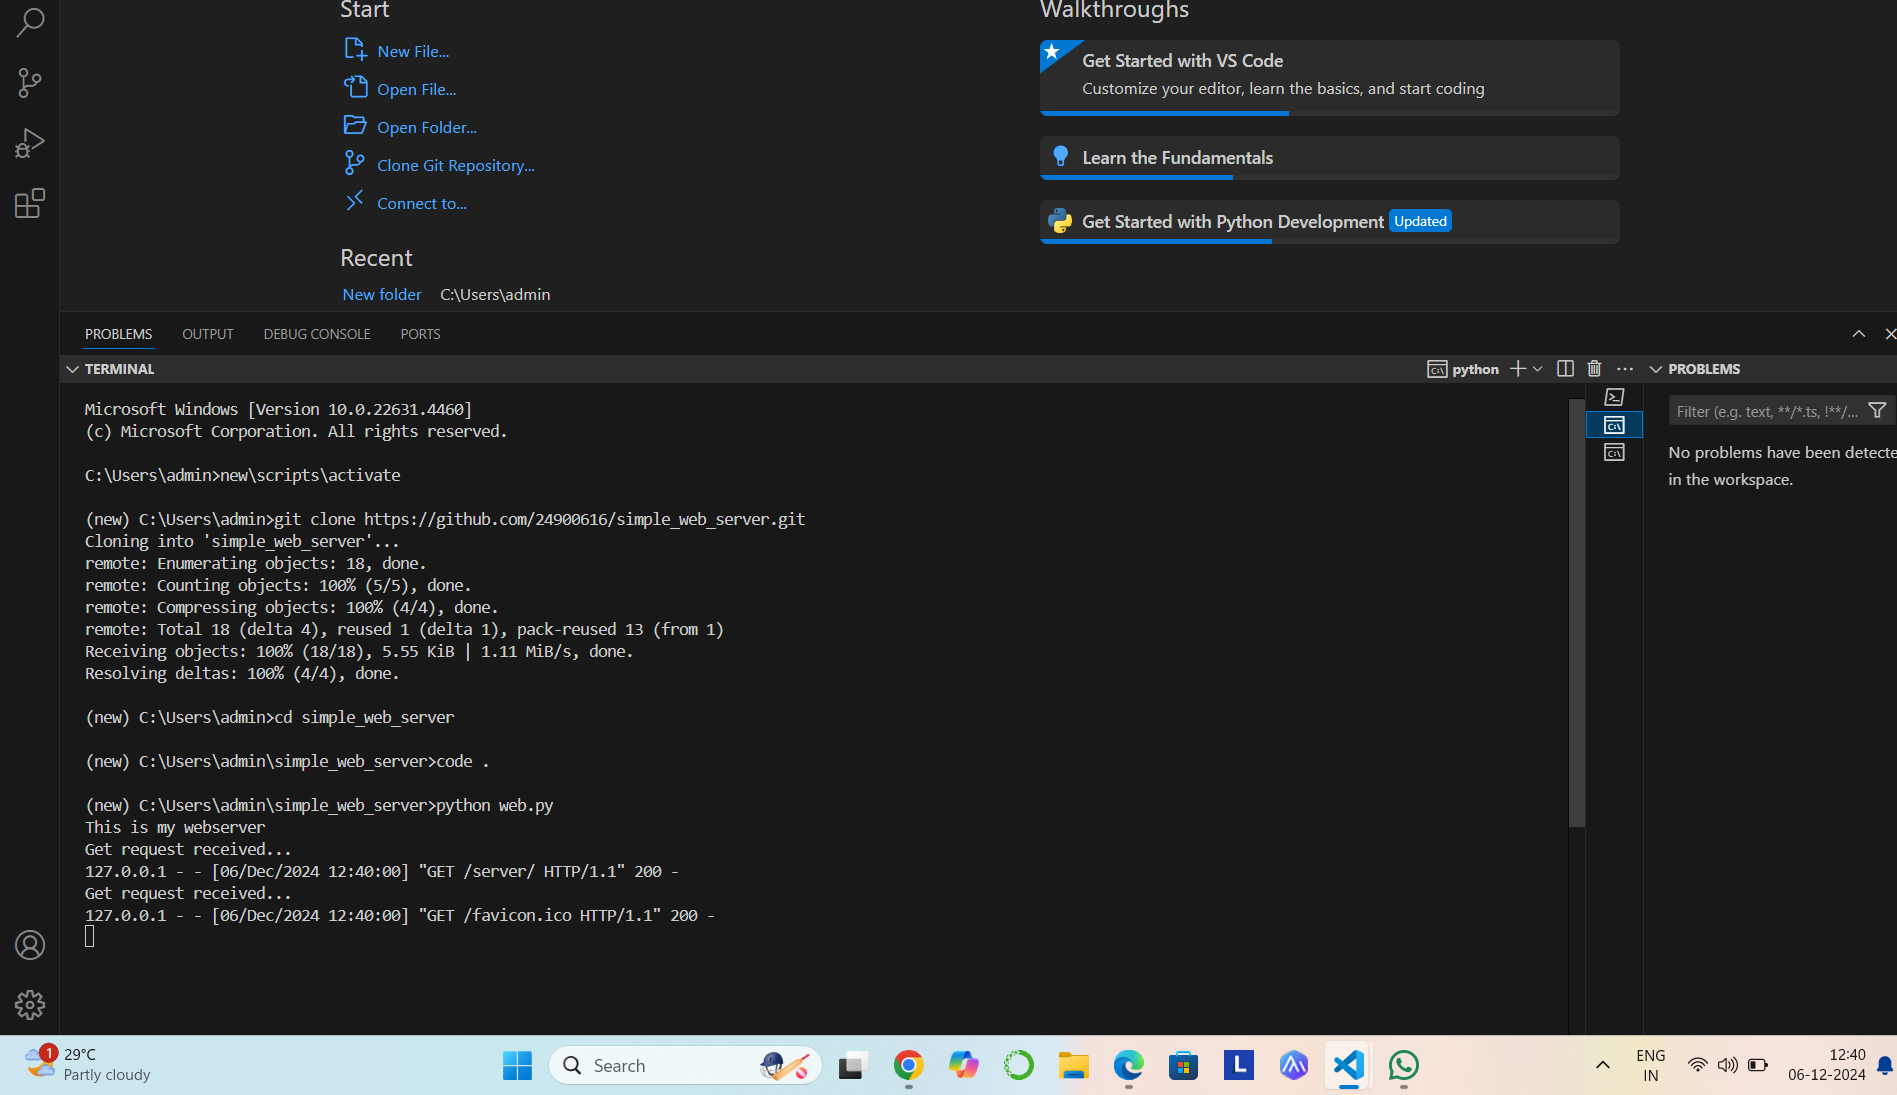 Start
New File...
Open File...
Open Folder...
Clone Git Repository...
Connect to...
Recent
New folder C:\Users\admin
Walkthroughs
Get Started with VS Code
Customize your editor, learn the basics, and start coding
Learn the Fundamentals
Get Started with Python Development Updated
PROBLEMS OUTPUT DEBUG CONSOLE PORTS
TERMINAL
python
PROBLEMS
Microsoft Windows [Version 10.0.22631.4460]
(c) Microsoft Corporation. All rights reserved.
C:\Users\admin>new\scripts\activate
(new) C:\Users\admin>git clone https://github.com/24900616/simple_web_server.git
Cloning into 'simple_web_server'...
remote: Enumerating objects: 18, done.
remote: Counting objects: 100% (5/5), done.
remote: Compressing objects: 100% (4/4), done.
remote: Total 18 (delta 4), reused 1 (delta 1), pack-reused 13 (from 1)
Receiving objects: 100% (18/18), 5.55 KiB | 1.11 MiB/s, done.
Resolving deltas: 100% (4/4), done.
(new) C:\Users\admin>cd simple_web_server
(new) C:\Users\admin\simple_web_server>code .
(new) C:\Users\admin\simple_web_server>python web.py
This is my webserver
Get request received...
127.0.0.1 - - [06/Dec/2024 12:40:00] "GET /server/ HTTP/1.1" 200 -
Get request received...
127.0.0.1 - - [06/Dec/2024 12:40:00] "GET /favicon.ico HTTP/1.1" 200 -
Filter (e.g. text, **/*.ts, !**/...
No problems have been detecte
in the workspace.
1
29°C
Partly cloudy
Search
L
ENG
IN
12:40
06-12-2024